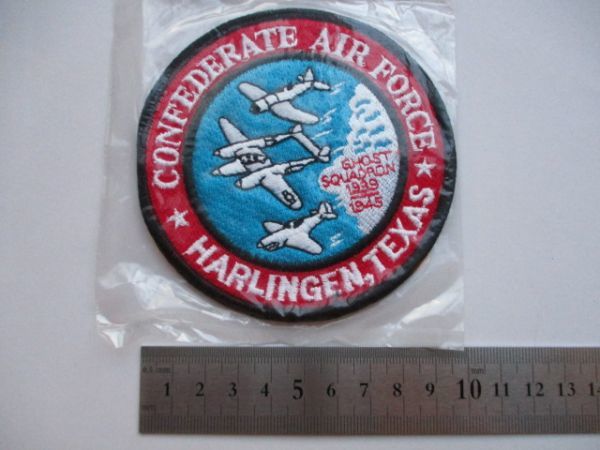 CONFEDERATE AIR FORCE
GHOST
SQUADRON
1939
1945
HARLINGEN, TEXAS
1 2 3 4 5 6 7 8 9 10 11 12 13 14